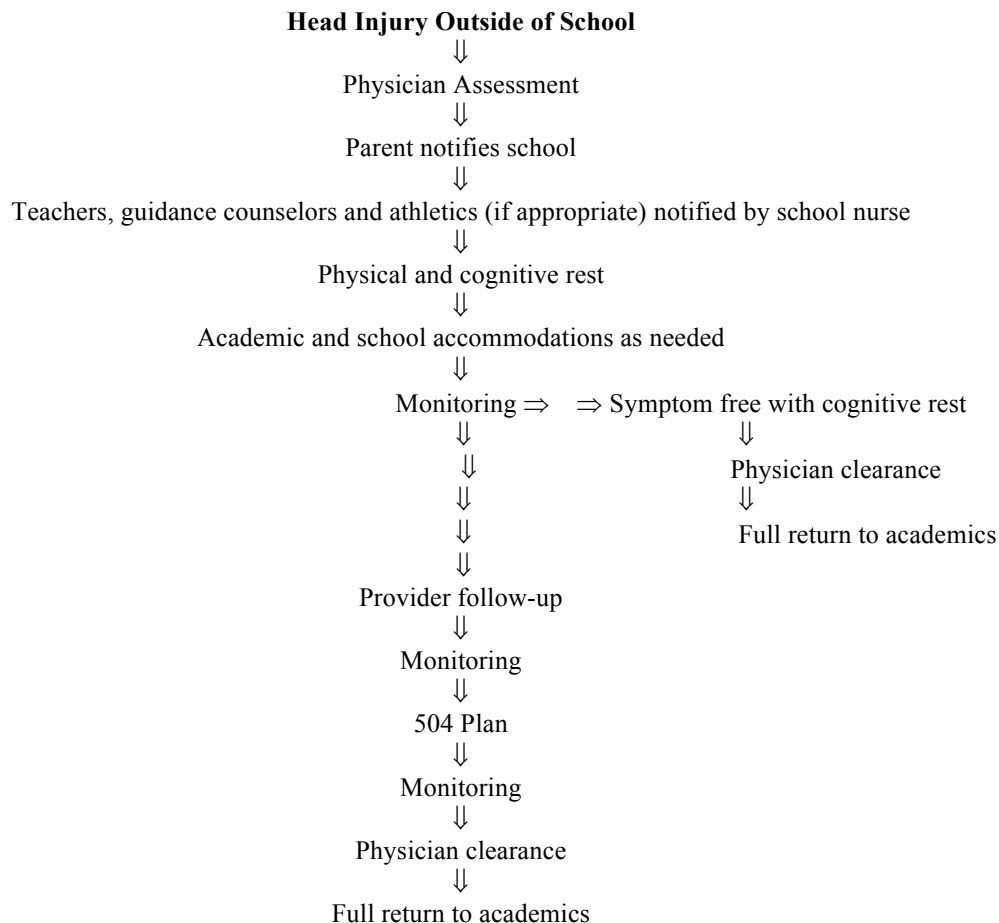 Head Injury Outside of School
⇓
Physician Assessment
⇓
Parent notifies school
⇓
Teachers, guidance counselors and athletics (if appropriate) notified by school nurse
⇓
Physical and cognitive rest
⇓
Academic and school accommodations as needed
⇓
Monitoring ⇒ ⇒ Symptom free with cognitive rest
⇓ ⇓
⇓ Physician clearance
⇓ ⇓
⇓ Full return to academics
⇓
Provider follow-up
⇓
Monitoring
⇓
504 Plan
⇓
Monitoring
⇓
Physician clearance
⇓
Full return to academics